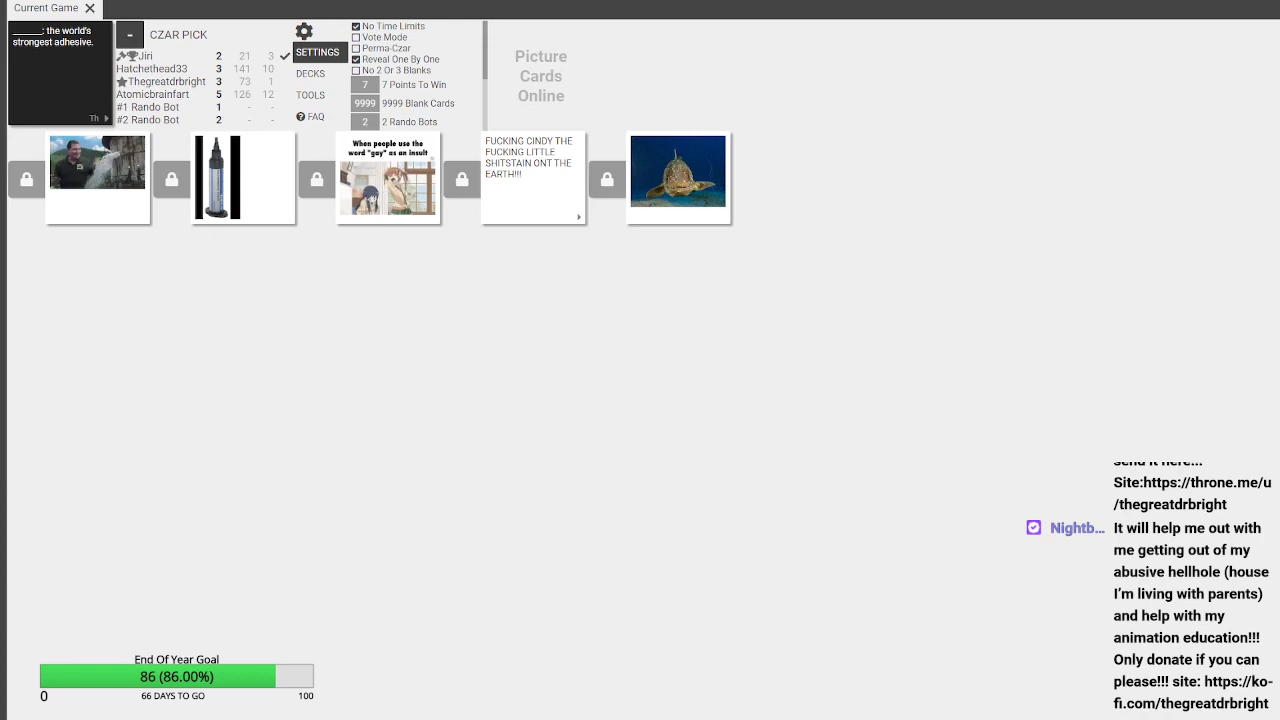 Current Game
_____: the world's
strongest adhesive.
Th
-
CZAR PICK
Jiri 2 21 3
Hatchethead33 3 141 10
Thegreatdrbright 3 73 1
Atomicbrainfart 5 126 12
#1 Rando Bot 1 - -
#2 Rando Bot 2 - -
SETTINGS
DECKS
TOOLS
FAQ
No Time Limits
Vote Mode
Perma-Czar
Reveal One By One
No 2 Or 3 Blanks
7 7 Points To Win
9999 9999 Blank Cards
2 2 Rando Bots
Picture
Cards
Online
When people use the
word "gay" as an insult
FUCKING CINDY THE
FUCKING LITTLE
SHITSTAIN ONT THE
EARTH!!!
send it here...
Site:https://throne.me/u
/thegreatdrbright
Nightb... It will help me out with
me getting out of my
abusive hellhole (house
I'm living with parents)
and help with my
animation education!!!
Only donate if you can
please!!! site: https://ko-
fi.com/thegreatdrbright
End Of Year Goal
86 (86.00%)
0 66 DAYS TO GO 100